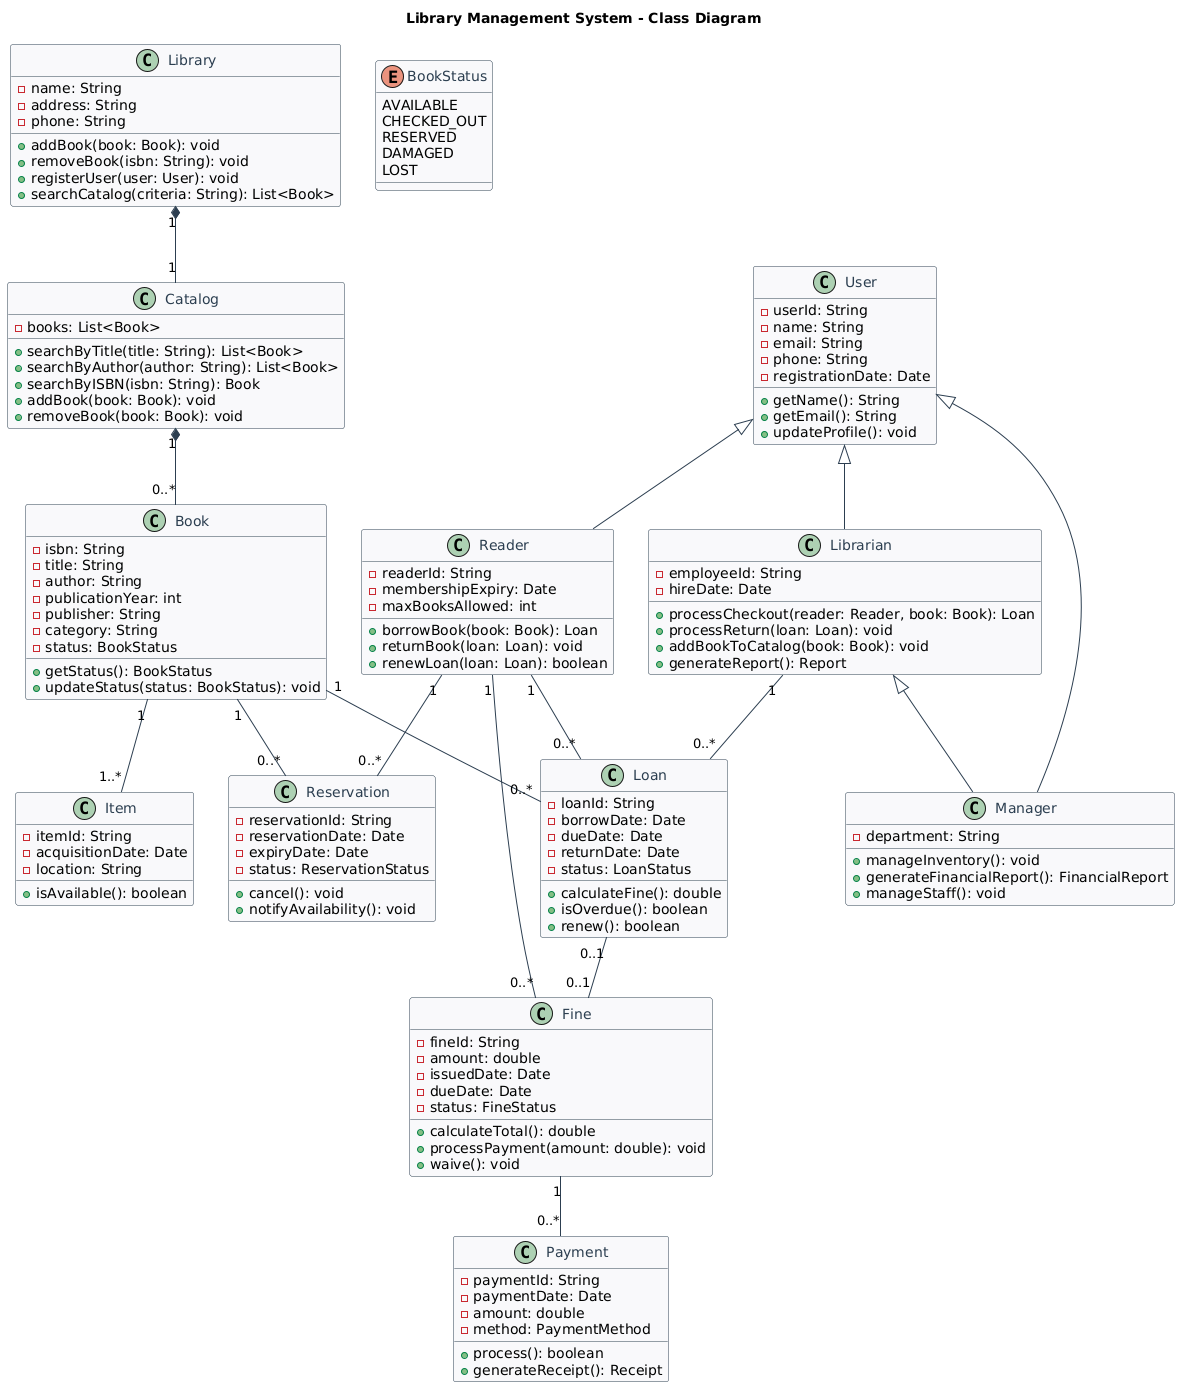 Library Management System - Class Diagram
C Library
name: String
address: String
phone: String
addBook(book: Book): void
removeBook(isbn: String): void
registerUser(user: User): void
searchCatalog(criteria: String): List<Book>
E BookStatus
AVAILABLE
CHECKED_OUT
RESERVED
DAMAGED
LOST
1
1
C Catalog
books: List<Book>
searchByTitle(title: String): List<Book>
searchByAuthor(author: String): List<Book>
searchByISBN(isbn: String): Book
addBook(book: Book): void
removeBook(book: Book): void
C User
userId: String
name: String
email: String
phone: String
registrationDate: Date
getName(): String
getEmail(): String
updateProfile(): void
1
0..*
C Book
isbn: String
title: String
author: String
publicationYear: int
publisher: String
category: String
status: BookStatus
getStatus(): BookStatus
updateStatus(status: BookStatus): void
C Reader
readerId: String
membershipExpiry: Date
maxBooksAllowed: int
borrowBook(book: Book): Loan
returnBook(loan: Loan): void
renewLoan(loan: Loan): boolean
C Librarian
employeeId: String
hireDate: Date
processCheckout(reader: Reader, book: Book): Loan
processReturn(loan: Loan): void
addBookToCatalog(book: Book): void
generateReport(): Report
1
1
1
1
1
1
1
1..*
0..*
0..*
0..*
0..*
0..*
C Item
itemId: String
acquisitionDate: Date
location: String
isAvailable(): boolean
C Reservation
reservationId: String
reservationDate: Date
expiryDate: Date
status: ReservationStatus
cancel(): void
notifyAvailability(): void
C Loan
loanId: String
borrowDate: Date
dueDate: Date
returnDate: Date
status: LoanStatus
calculateFine(): double
isOverdue(): boolean
renew(): boolean
C Manager
department: String
manageInventory(): void
generateFinancialReport(): FinancialReport
manageStaff(): void
0..1
0..*
0..1
C Fine
fineId: String
amount: double
issuedDate: Date
dueDate: Date
status: FineStatus
calculateTotal(): double
processPayment(amount: double): void
waive(): void
1
0..*
C Payment
paymentId: String
paymentDate: Date
amount: double
method: PaymentMethod
process(): boolean
generateReceipt(): Receipt